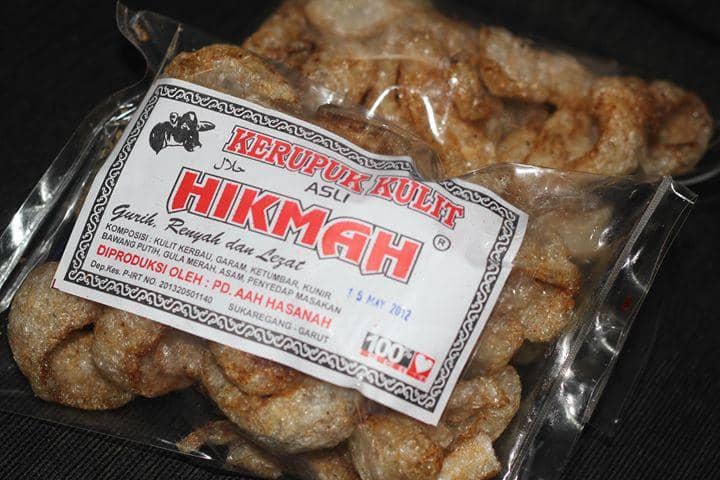 KERUPUK KULIT
حلال
ASLI
HIKMAH ®
Gurih, Renyah dan Lezat
KOMPOSISI : KULIT KERBAU, GARAM, KETUMBAR, KUNIR
BAWANG PUTIH, GULA MERAH, ASAM, PENYEDAP MASAKAN
DIPRODUKSI OLEH : PD. AAH HASANAH
Dep.Kes. P-IRT NO. 201320501140
SUKAREGANG - GARUT
15 MAY 2012
100%